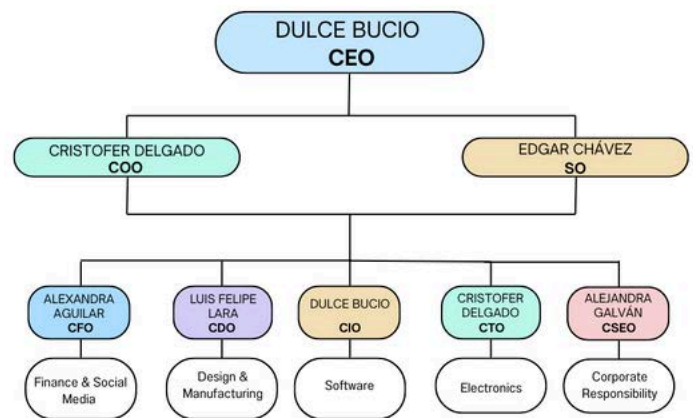 DULCE BUCIO
CEO
CRISTOFER DELGADO
COO
EDGAR CHÁVEZ
SO
ALEXANDRA
AGUILAR
CFO
LUIS FELIPE
LARA
CDO
DULCE BUCIO
CIO
CRISTOFER
DELGADO
CTO
ALEJANDRA
GALVÁN
CSEO
Finance & Social
Media
Design &
Manufacturing
Software
Electronics
Corporate
Responsibility